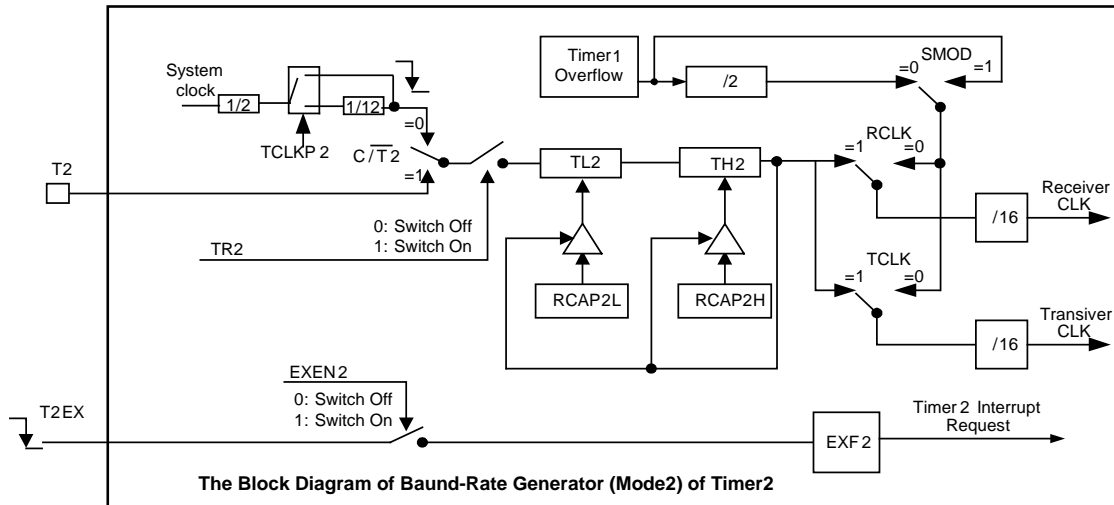 System
clock
1/2
1/12
TCLKP2
=0
C/T2
=1
T2
TR2
0: Switch Off
1: Switch On
Timer1
Overflow
/2
SMOD
=0
=1
TL2
TH2
RCAP2L
RCAP2H
RCLK
=1
=0
/16
Receiver
CLK
TCLK
=1
=0
/16
Transiver
CLK
EXEN2
0: Switch Off
1: Switch On
T2EX
EXF2
Timer2 Interrupt
Request
The Block Diagram of Baund-Rate Generator (Mode2) of Timer2